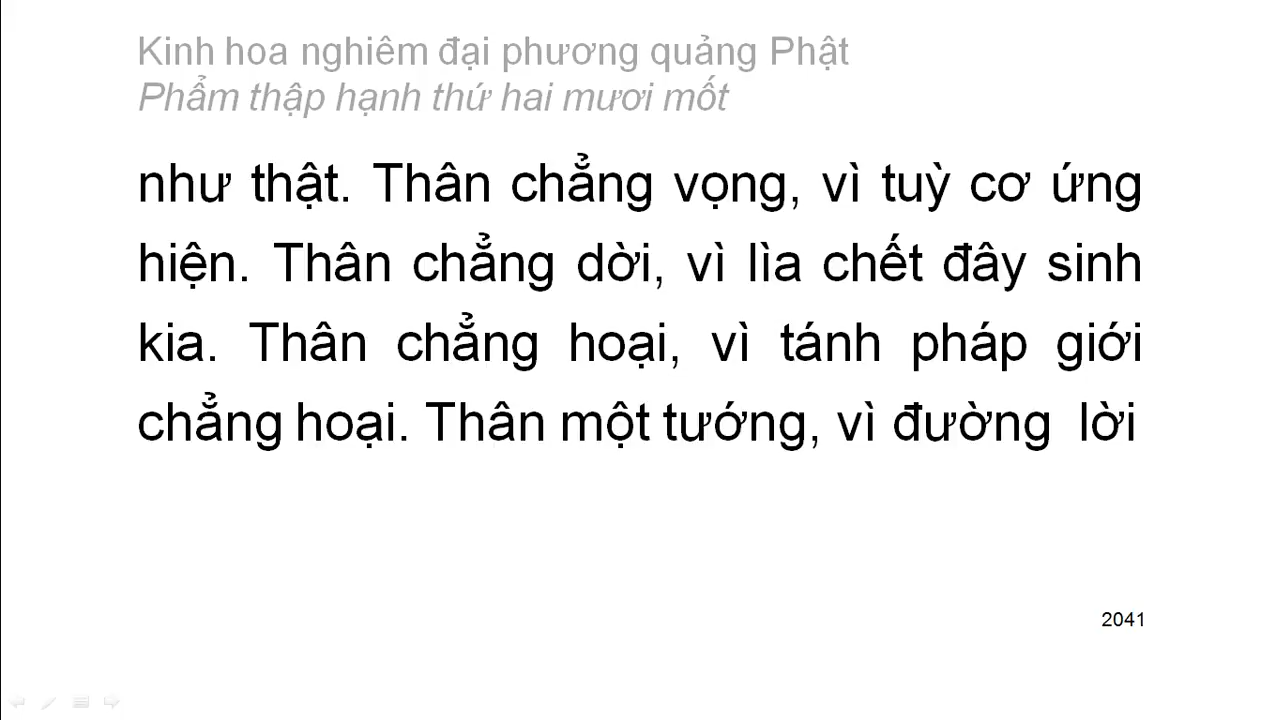 Kinh hoa nghiêm đại phương quảng Phật
Phẩm thập hạnh thứ hai mươi mốt
như thật. Thân chẳng vọng, vì tuỳ cơ ứng
hiện. Thân chẳng dời, vì lìa chết đây sinh
kia. Thân chẳng hoại, vì tánh pháp giới
chẳng hoại. Thân một tướng, vì đường lời
2041